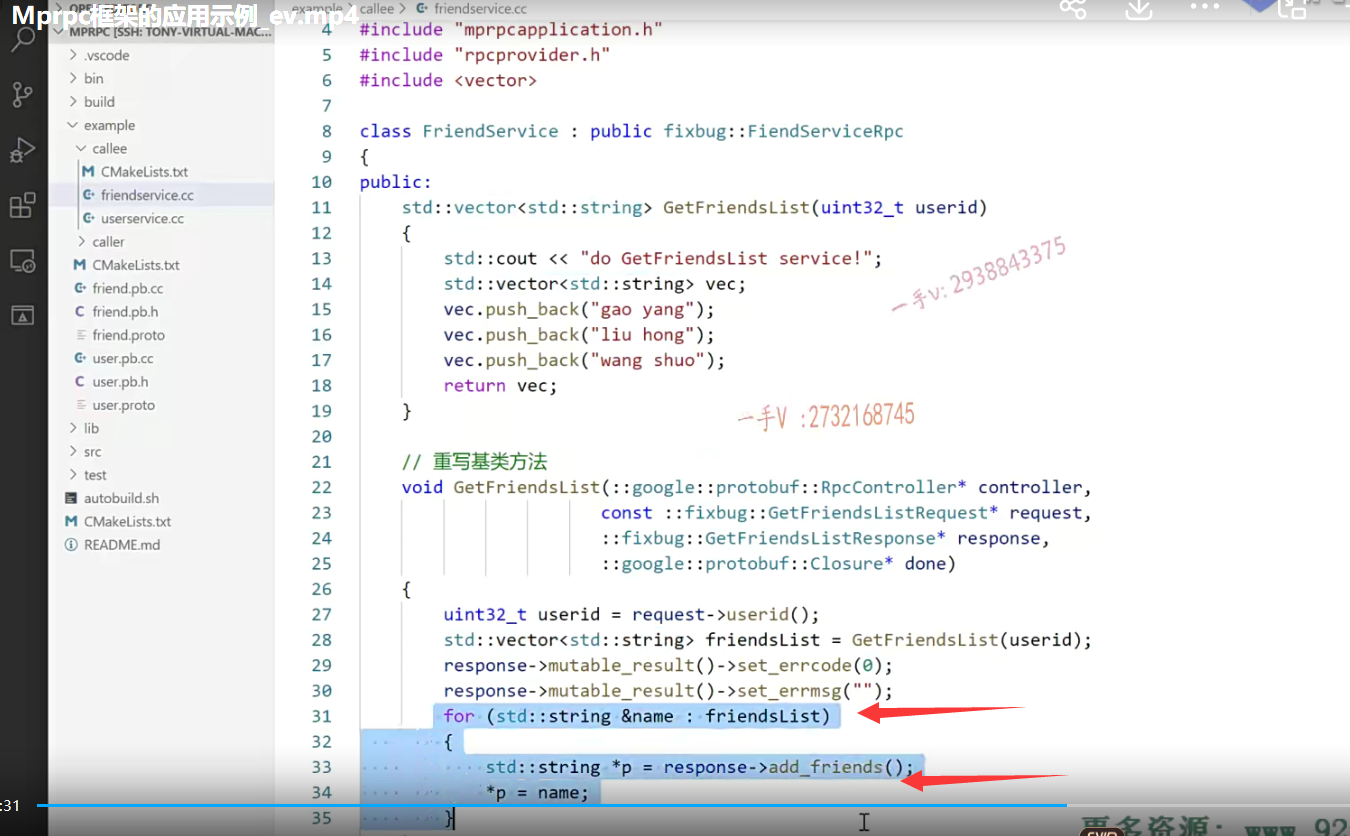 Mprpc框架的应用示例_ev.mp4
example > callee > friendservice.cc
MPRPC [SSH: TONY-VIRTUAL-MAC...
.vscode
bin
build
example
callee
CMakeLists.txt
friendservice.cc
userservice.cc
caller
CMakeLists.txt
friend.pb.cc
friend.pb.h
friend.proto
user.pb.cc
user.pb.h
user.proto
lib
src
test
autobuild.sh
CMakeLists.txt
README.md
4 #include "mprpcapplication.h"
5 #include "rpcprovider.h"
6 #include <vector>
7
8 class FriendService : public fixbug::FiendServiceRpc
9 {
10 public:
11 std::vector<std::string> GetFriendsList(uint32_t userid)
12 {
13 std::cout << "do GetFriendsList service!";
14 std::vector<std::string> vec;
15 vec.push_back("gao yang");
16 vec.push_back("liu hong");
17 vec.push_back("wang shuo");
18 return vec;
19 }
20
21 // 重写基类方法
22 void GetFriendsList(::google::protobuf::RpcController* controller,
23 const ::fixbug::GetFriendsListRequest* request,
24 ::fixbug::GetFriendsListResponse* response,
25 ::google::protobuf::Closure* done)
26 {
27 uint32_t userid = request->userid();
28 std::vector<std::string> friendsList = GetFriendsList(userid);
29 response->mutable_result()->set_errcode(0);
30 response->mutable_result()->set_errmsg("");
31 for (std::string &name : friendsList)
32 {
33 std::string *p = response->add_friends();
34 *p = name;
35 }
一手v: 2938843375
一手V :2732168745
:31